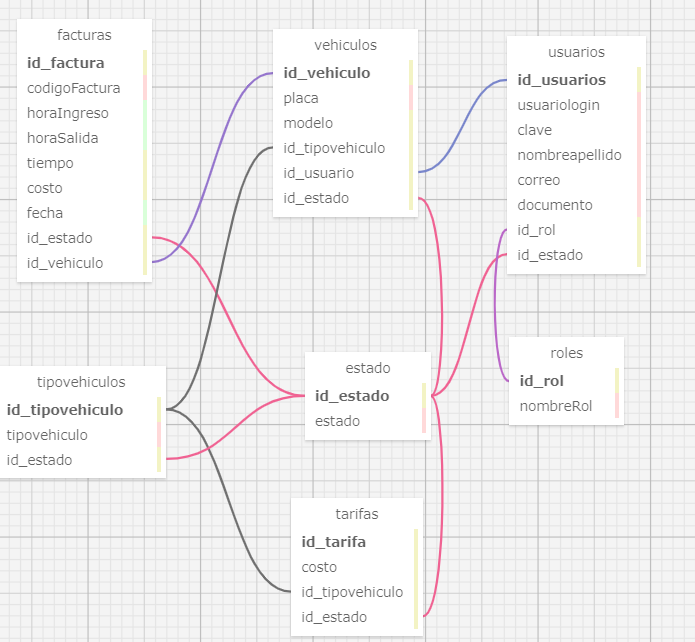 facturas
id_factura
codigoFactura
horaIngreso
horaSalida
tiempo
costo
fecha
id_estado
id_vehiculo
vehiculos
id_vehiculo
placa
modelo
id_tipovehiculo
id_usuario
id_estado
usuarios
id_usuarios
usuariologin
clave
nombreapellido
correo
documento
id_rol
id_estado
tipovehiculos
id_tipovehiculo
tipovehiculo
id_estado
estado
id_estado
estado
roles
id_rol
nombreRol
tarifas
id_tarifa
costo
id_tipovehiculo
id_estado